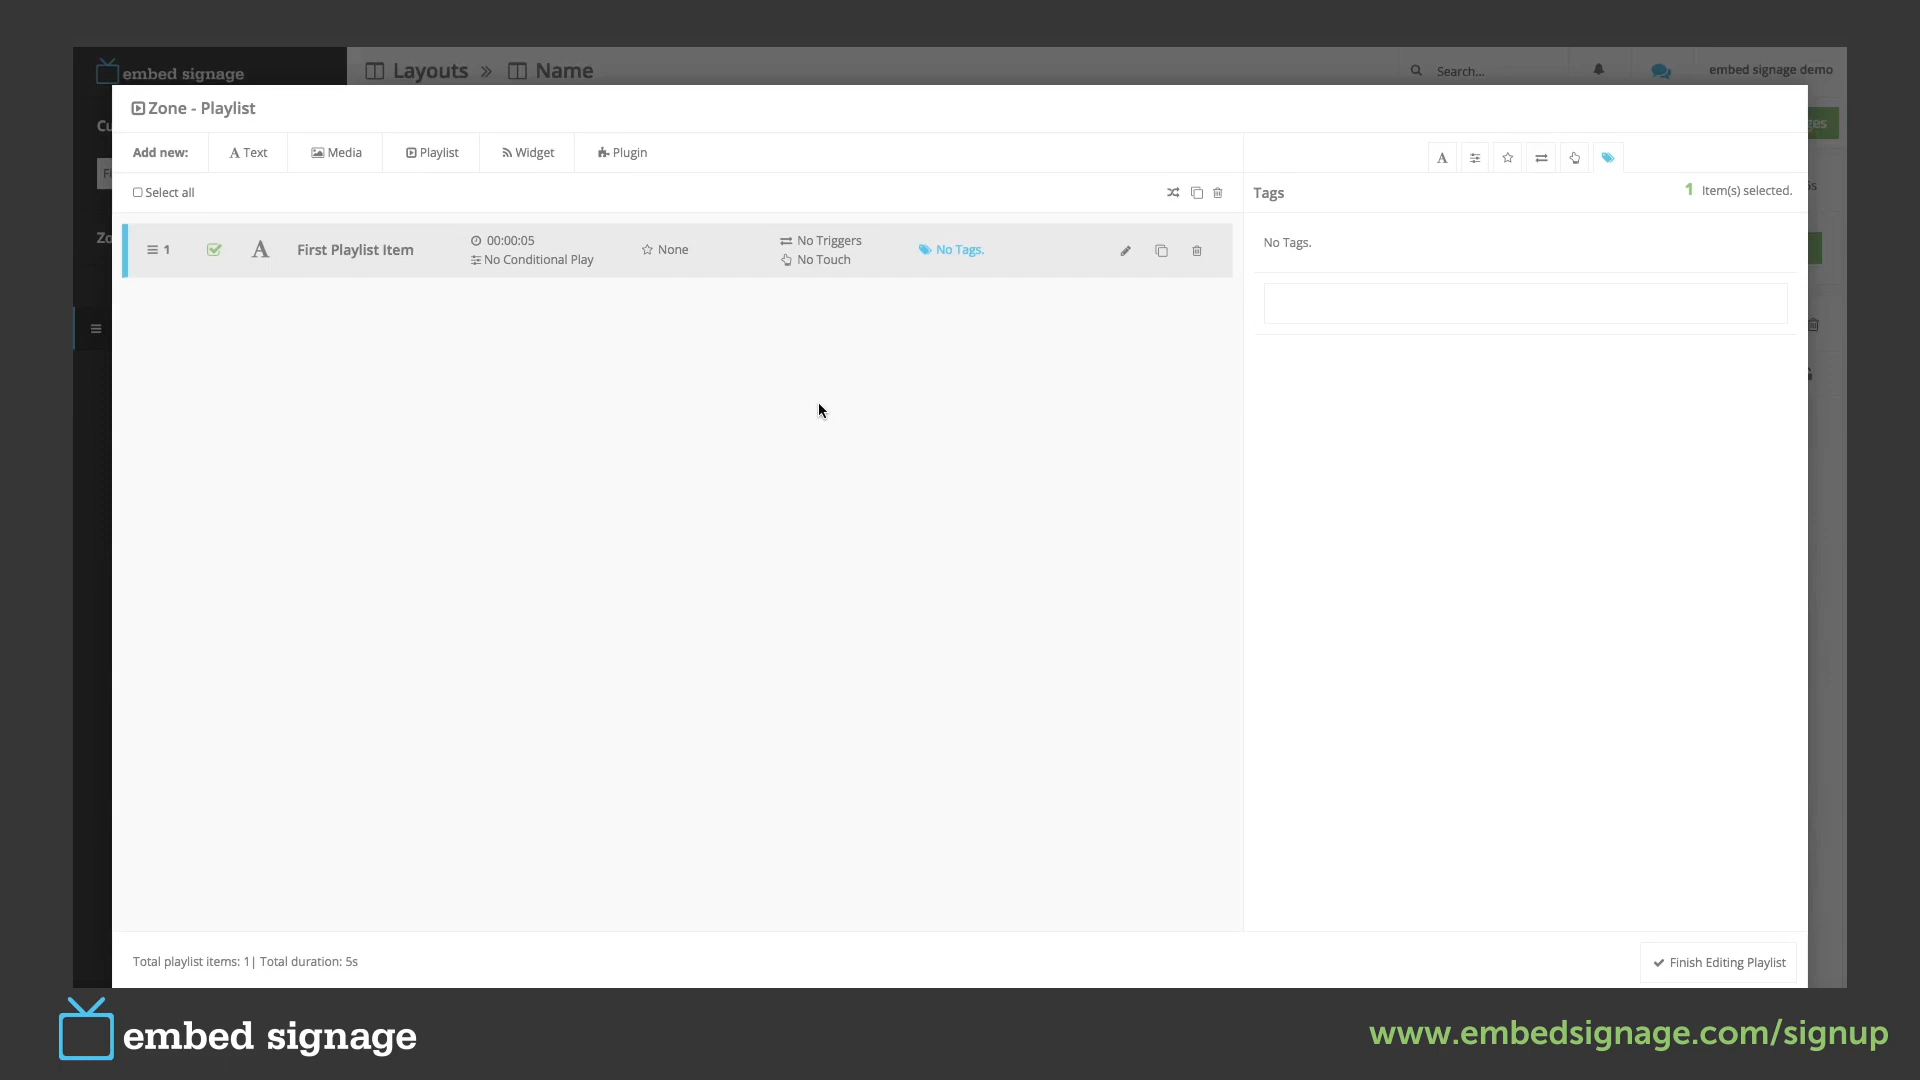 embed signage
Layouts » Name
Search...
embed signage demo
Zone - Playlist
Add new:
Text
Media
Playlist
Widget
Plugin
Select all
Tags
1 Item(s) selected.
1
First Playlist Item
00:00:05
No Conditional Play
None
No Triggers
No Touch
No Tags.
No Tags.
Total playlist items: 1| Total duration: 5s
Finish Editing Playlist
embed signage
www.embedsignage.com/signup